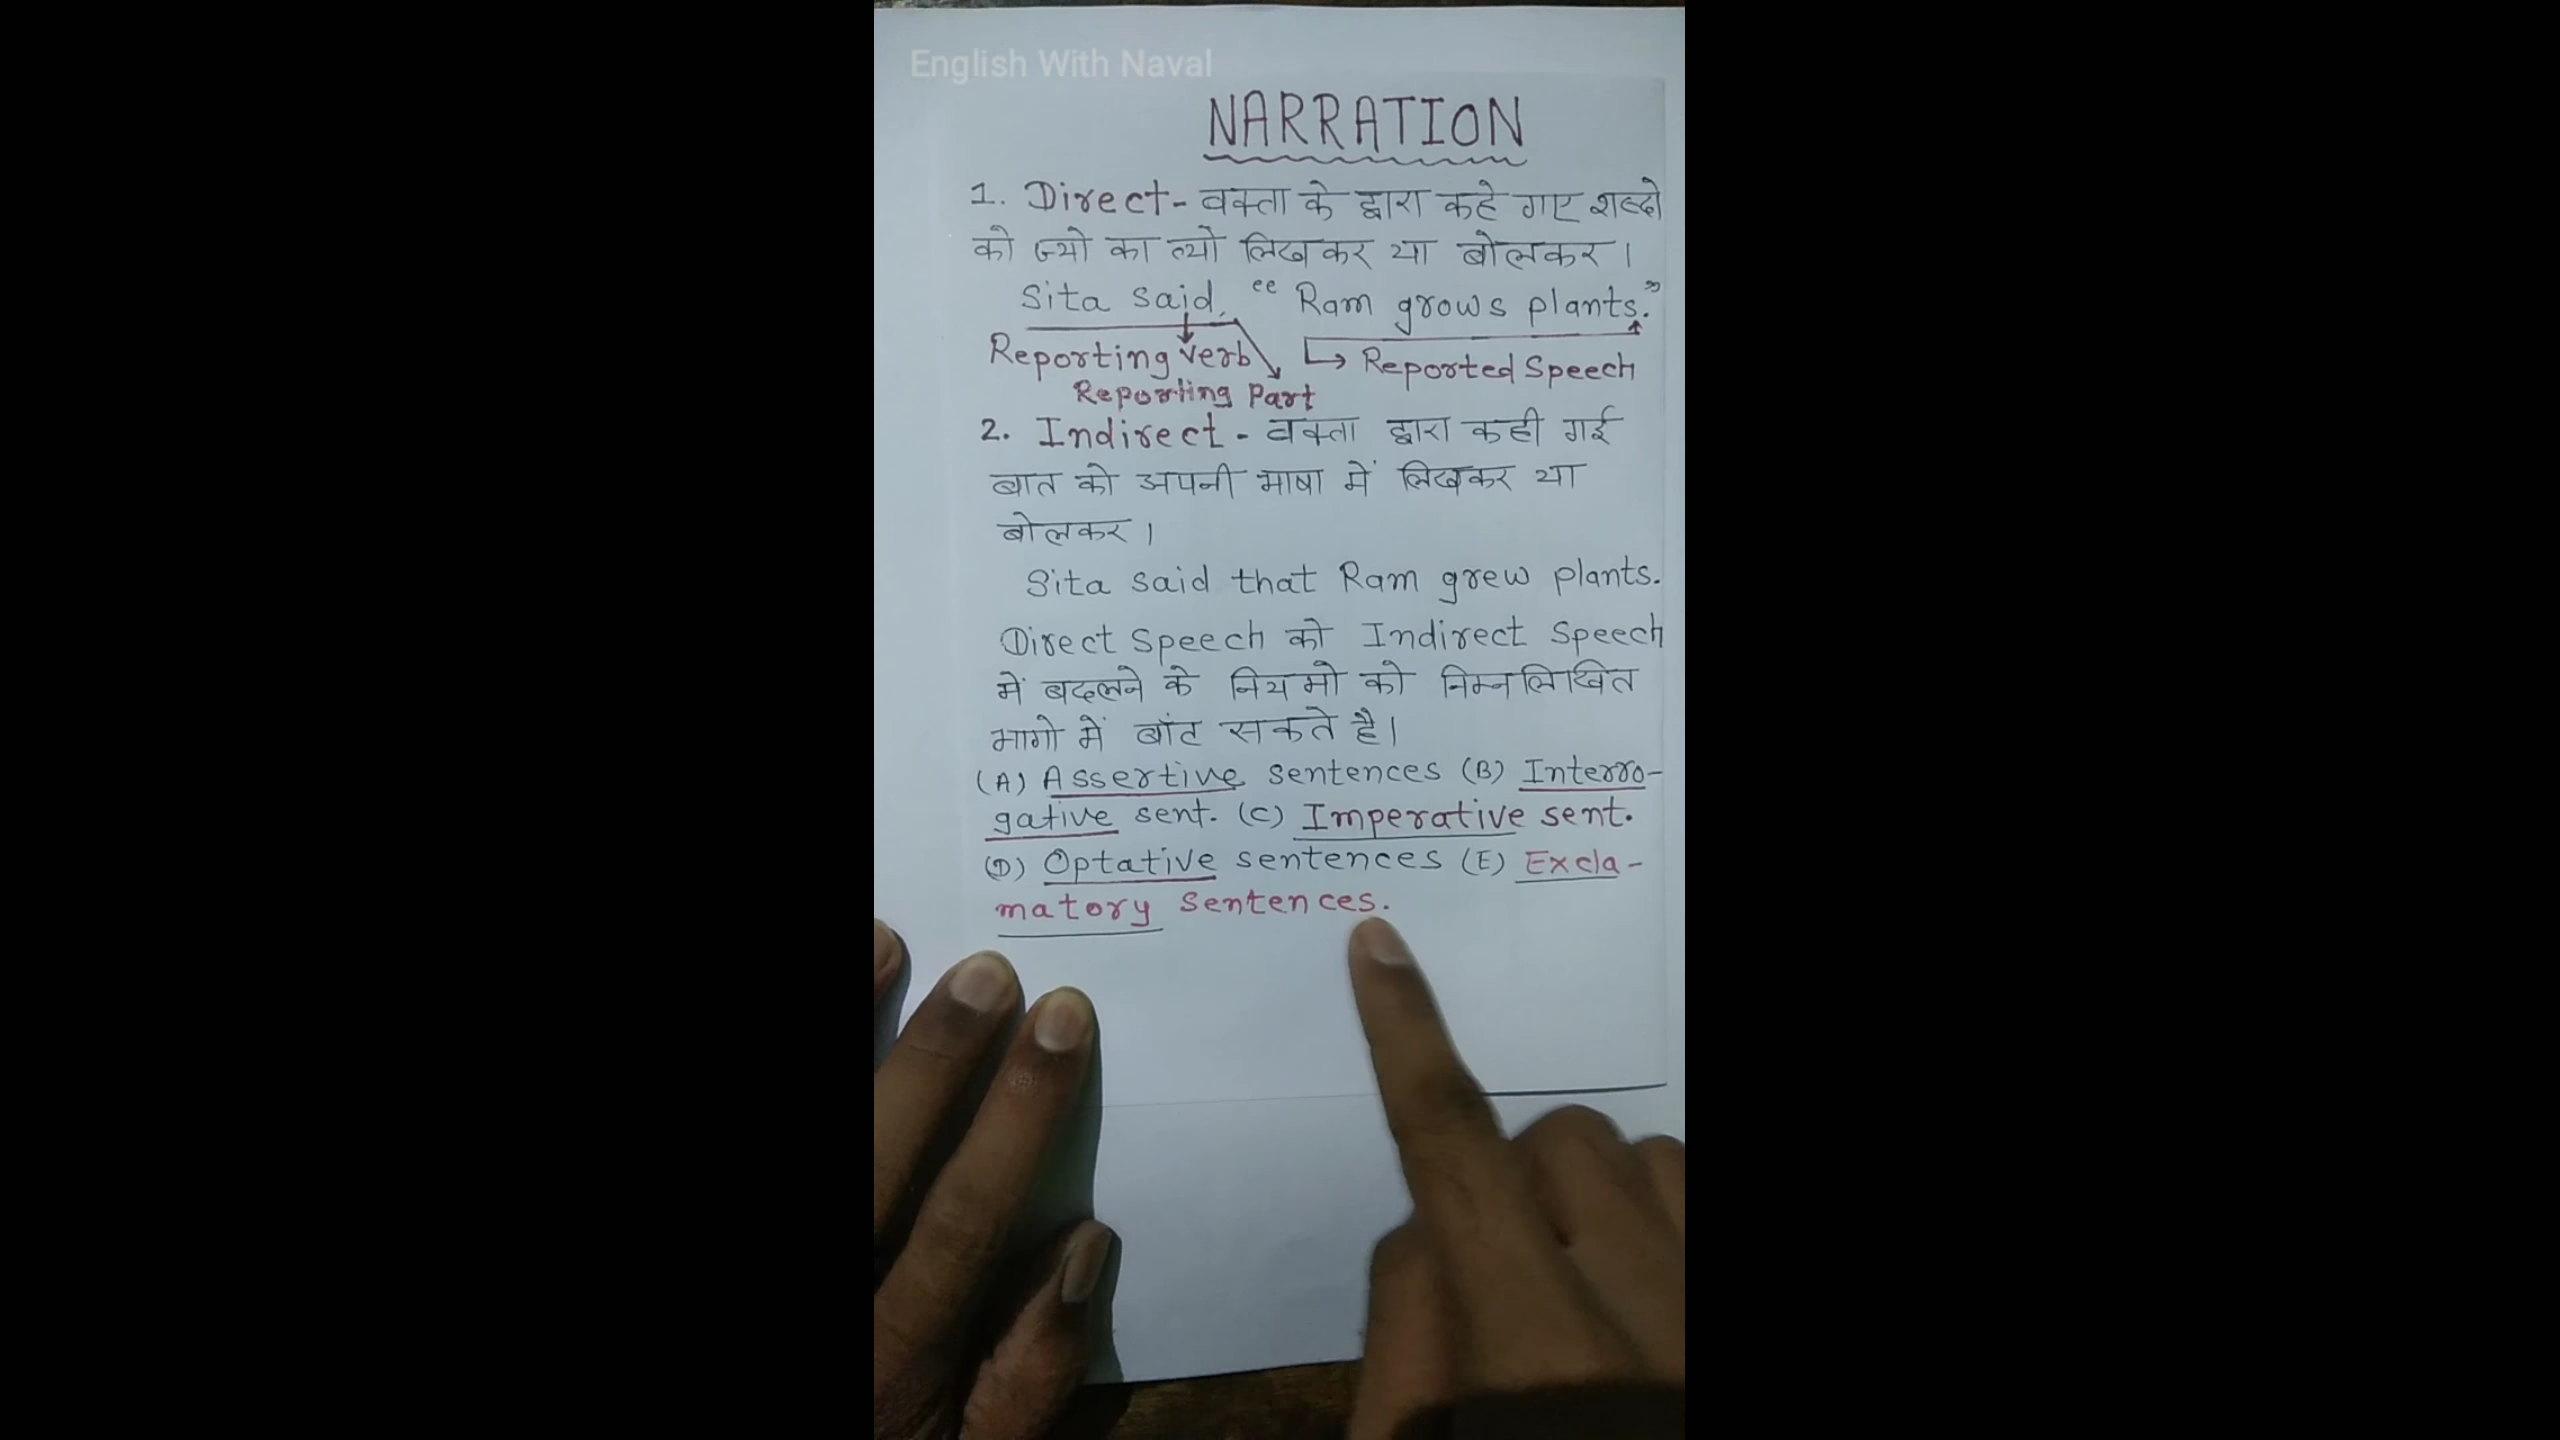 English With Naval
NARRATION
1. Direct - वक्ता के द्वारा कहे गए शब्दो
को ज्यो का त्यो लिखकर या बोलकर ।
Sita said, “ Ram grows plants.”
Reporting verb → Reported Speech
Reporting Part
2. Indirect - वक्ता द्वारा कही गई
बात को अपनी भाषा में लिखकर या
बोलकर ।
Sita said that Ram grew plants.
Direct Speech को Indirect Speech
में बदलने के नियमो को निम्नलिखित
भागो में बाँट सकते है।
(A) Assertive sentences (B) Interro-
gative sent. (C) Imperative sent.
(D) Optative sentences (E) Excla-
matory sentences.